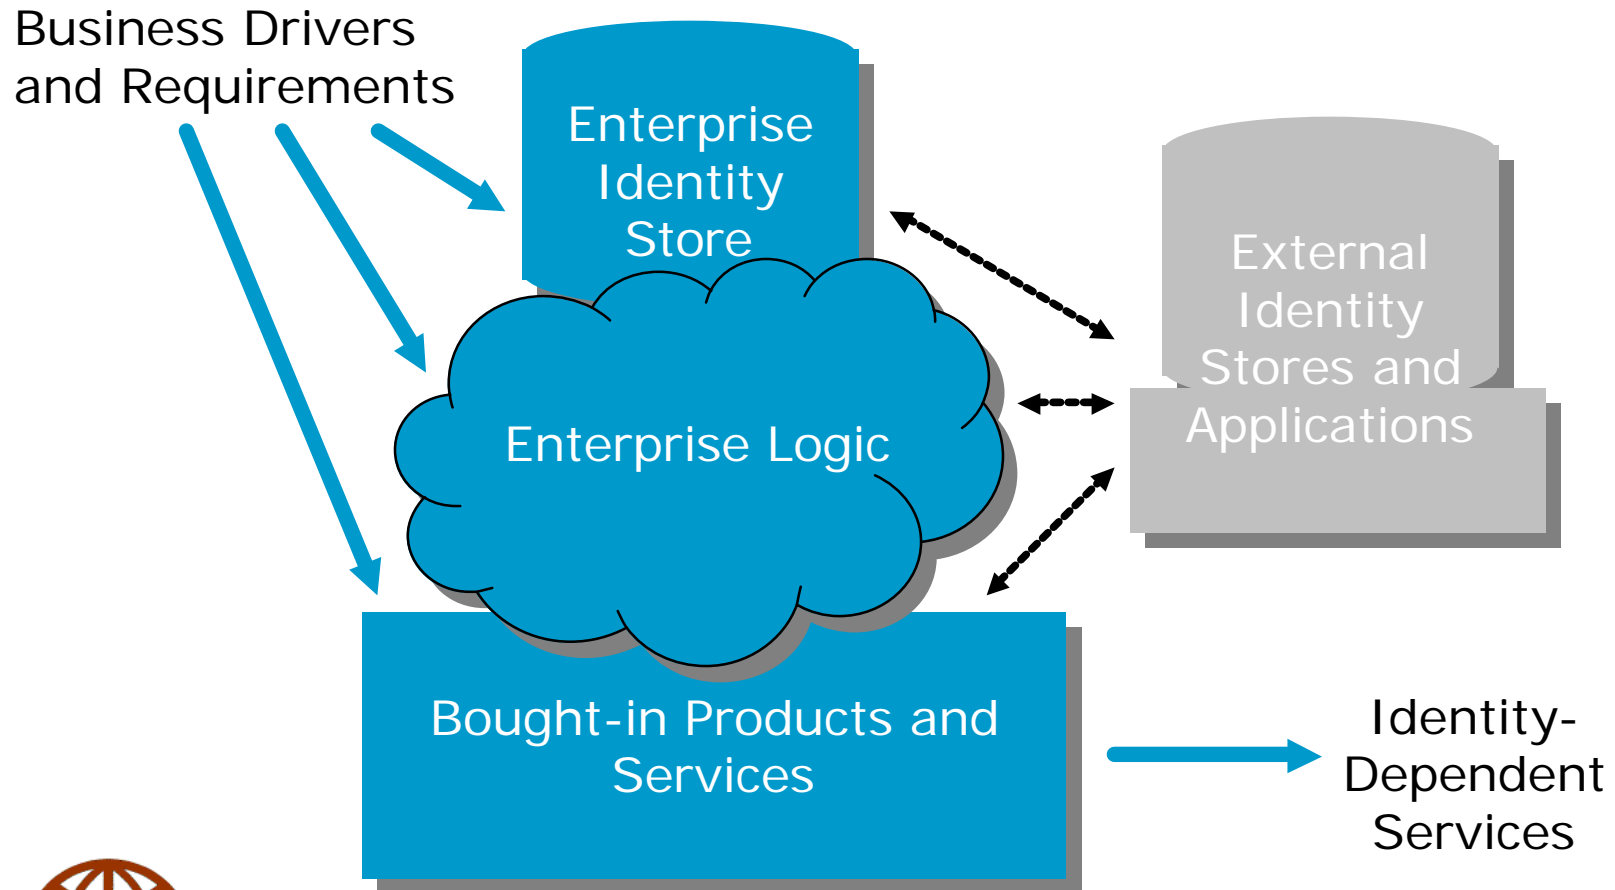 Business Drivers
and Requirements
Enterprise
Identity
Store
External
Identity
Stores and
Applications
Enterprise Logic
Bought-in Products and
Services
Identity-
Dependent
Services